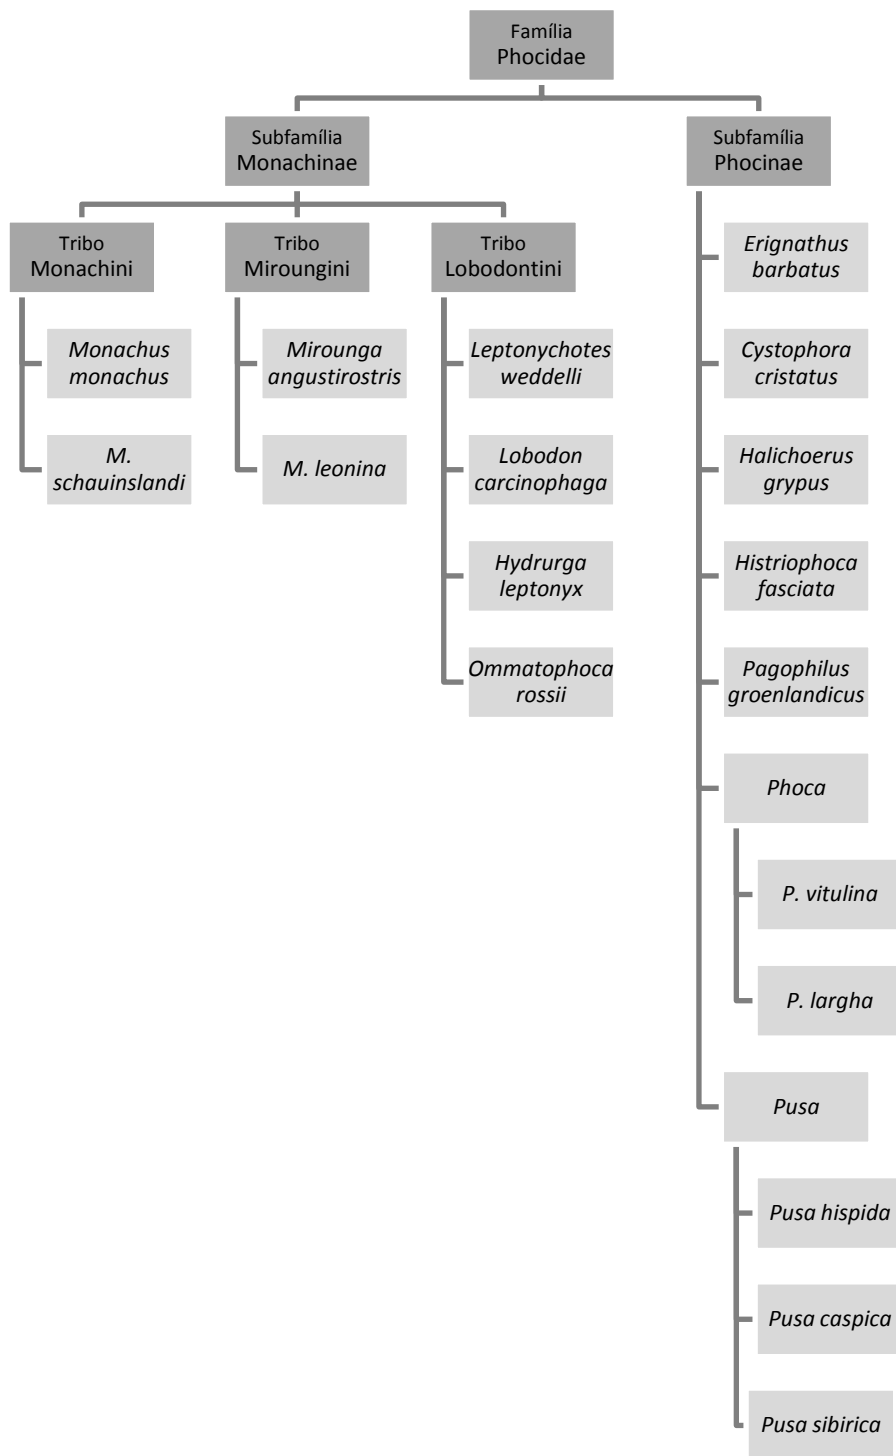 Família
Phocidae
Subfamília
Monachinae
Subfamília
Phocinae
Tribo
Monachini
Tribo
Miroungini
Tribo
Lobodontini
Erignathus
barbatus
Monachus
monachus
Mirounga
angustirostris
Leptonychotes
weddelli
Cystophora
cristatus
M.
schauinslandi
M. leonina
Lobodon
carcinophaga
Halichoerus
grypus
Hydrurga
leptonyx
Histriophoca
fasciata
Ommatophoca
rossii
Pagophilus
groenlandicus
Phoca
P. vitulina
P. largha
Pusa
Pusa hispida
Pusa caspica
Pusa sibirica